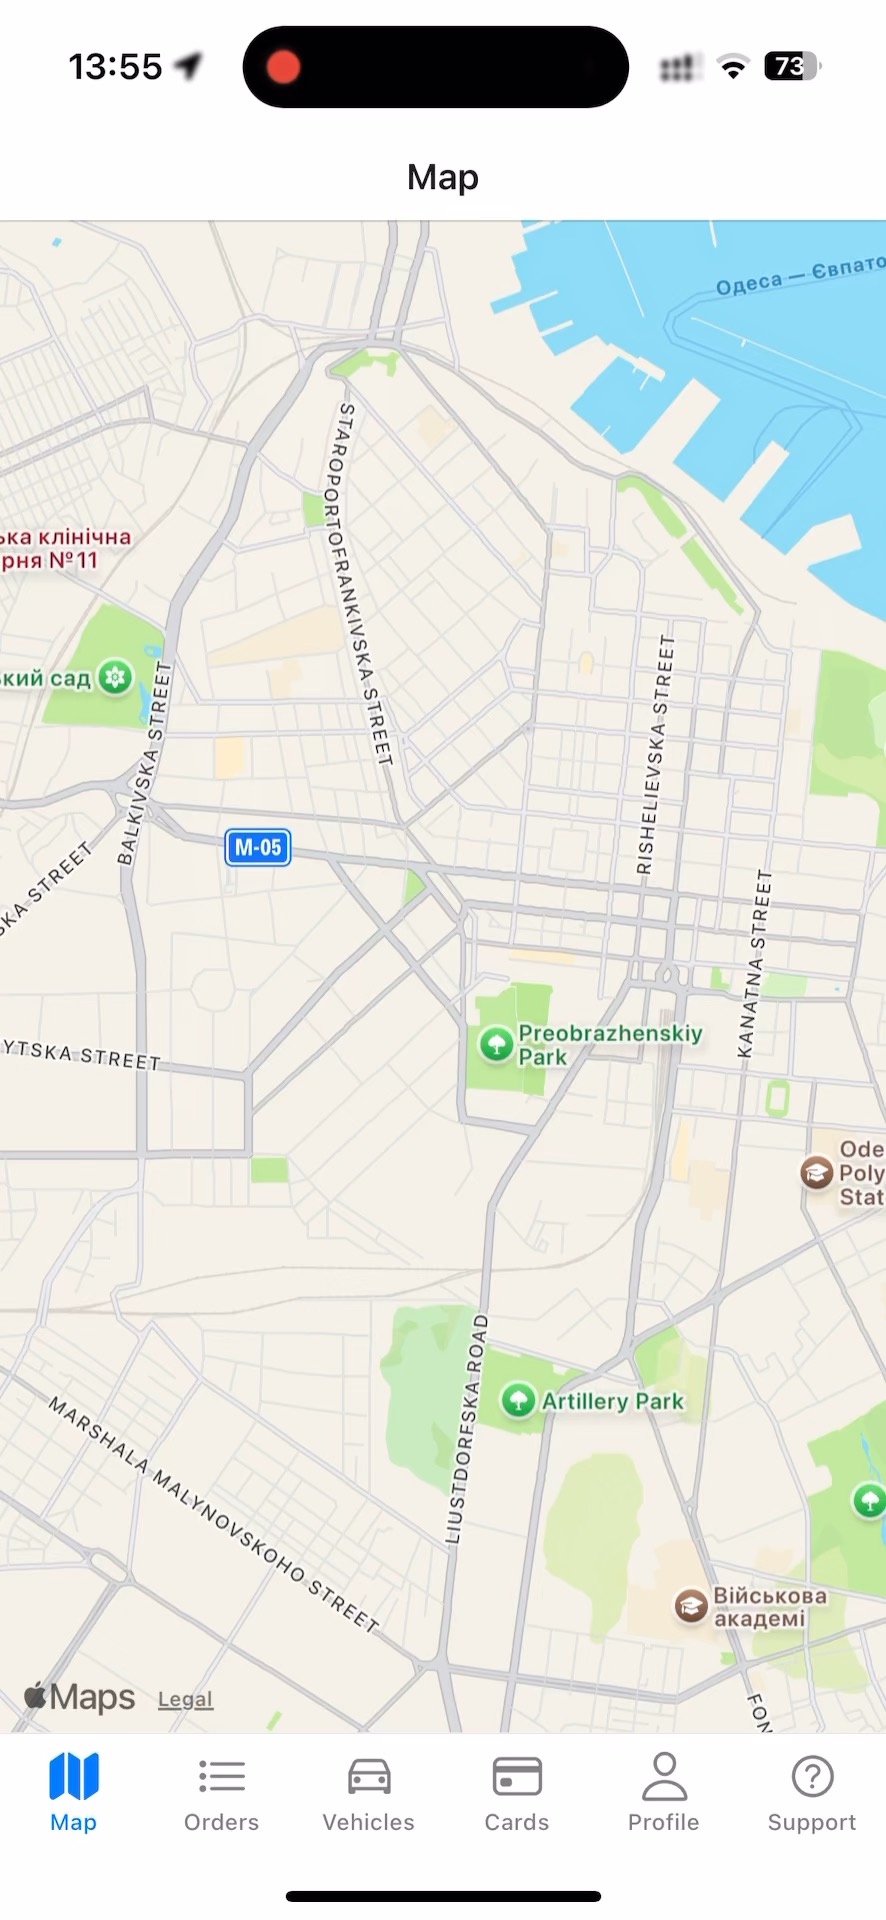 13:55
73
Map
Одеса — Євпато
STAROPORTOFRANKIVSKA STREET
ька клінічна
рня №11
ький сад
BALKIVSKA STREET
RISHELIEVSKA STREET
M-05
SKA STREET
KANATNA STREET
Preobrazhenskiy
Park
YTSKA STREET
Ode
Poly
Stat
LIUSTDORFSKA ROAD
Artillery Park
MARSHALA MALYNOVSKOHO STREET
Військова
академі
FON
Maps
Legal
Map
Orders
Vehicles
Cards
Profile
Support